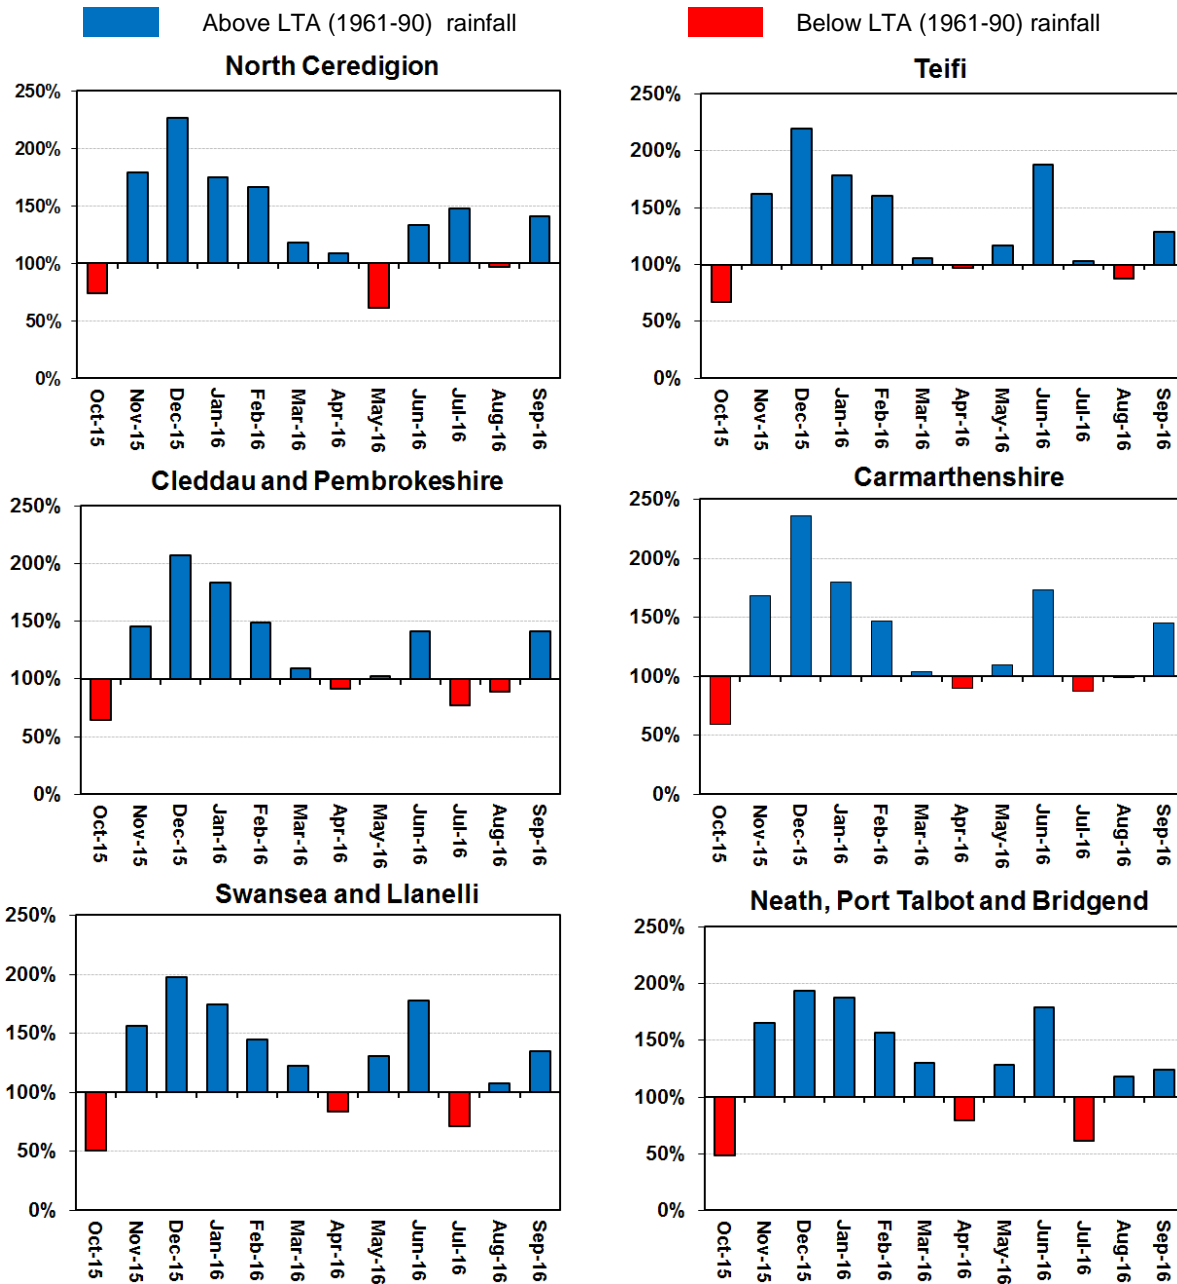 Above LTA (1961-90) rainfall
Below LTA (1961-90) rainfall
North Ceredigion
250%
200%
150%
100%
50%
0%
Oct-15
Nov-15
Dec-15
Jan-16
Feb-16
Mar-16
Apr-16
May-16
Jun-16
Jul-16
Aug-16
Sep-16
Teifi
250%
200%
150%
100%
50%
0%
Oct-15
Nov-15
Dec-15
Jan-16
Feb-16
Mar-16
Apr-16
May-16
Jun-16
Jul-16
Aug-16
Sep-16
Cleddau and Pembrokeshire
250%
200%
150%
100%
50%
0%
Oct-15
Nov-15
Dec-15
Jan-16
Feb-16
Mar-16
Apr-16
May-16
Jun-16
Jul-16
Aug-16
Sep-16
Carmarthenshire
250%
200%
150%
100%
50%
0%
Oct-15
Nov-15
Dec-15
Jan-16
Feb-16
Mar-16
Apr-16
May-16
Jun-16
Jul-16
Aug-16
Sep-16
Swansea and Llanelli
250%
200%
150%
100%
50%
0%
Oct-15
Nov-15
Dec-15
Jan-16
Feb-16
Mar-16
Apr-16
May-16
Jun-16
Jul-16
Aug-16
Sep-16
Neath, Port Talbot and Bridgend
250%
200%
150%
100%
50%
0%
Oct-15
Nov-15
Dec-15
Jan-16
Feb-16
Mar-16
Apr-16
May-16
Jun-16
Jul-16
Aug-16
Sep-16